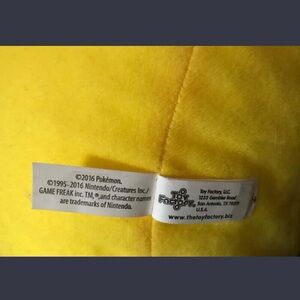 ©2016 Pokémon.
©1995-2016 Nintendo/Creatures Inc./
GAME FREAK inc. TM, ® and character names
are trademarks of Nintendo.
Toy
Factory
Toy Factory, LLC.
San Antonio, TX
U.S.A.
www.thetoyfactory.biz